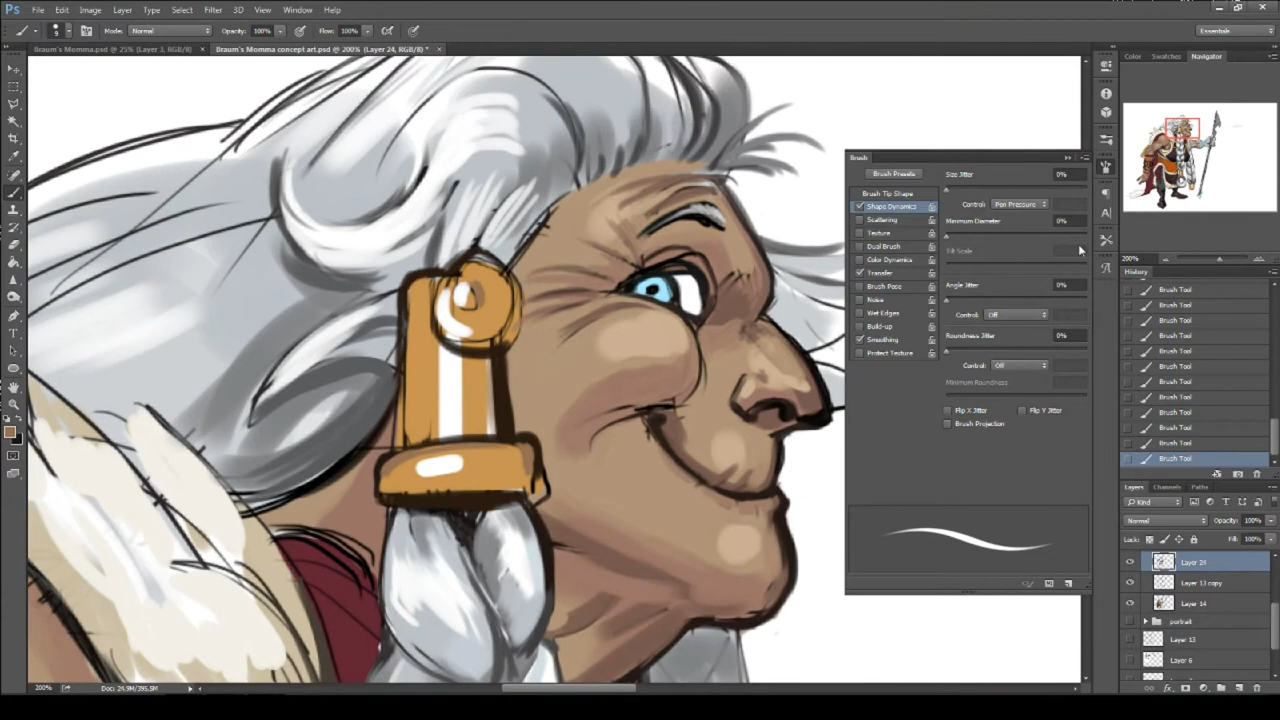 Ps File Edit Image Layer Type Select Filter 3D View Window Help
9 Mode: Normal Opacity: 100% Flow: 100% Essentials
Braum's Momma.psd @ 25% (Layer 3, RGB/8) × Braum's Momma concept art.psd @ 200% (Layer 24, RGB/8) * ×
Color Swatches Navigator
Brush
Brush Presets
Brush Tip Shape
Shape Dynamics
Scattering
Texture
Dual Brush
Color Dynamics
Transfer
Brush Pose
Noise
Wet Edges
Build-up
Smoothing
Protect Texture
Size Jitter 0%
Control: Pen Pressure
Minimum Diameter 0%
Tilt Scale
Angle Jitter 0%
Control: Off
Roundness Jitter 0%
Control: Off
Minimum Roundness
Flip X Jitter Flip Y Jitter
Brush Projection
200%
History
Brush Tool
Brush Tool
Brush Tool
Brush Tool
Brush Tool
Brush Tool
Brush Tool
Brush Tool
Brush Tool
Brush Tool
Brush Tool
Brush Tool
Layers Channels Paths
Kind
Normal Opacity: 100%
Lock: Fill: 100%
Layer 24
Layer 13 copy
Layer 14
portrait
Layer 13
Layer 6
200% Doc: 24.9M/395.5M